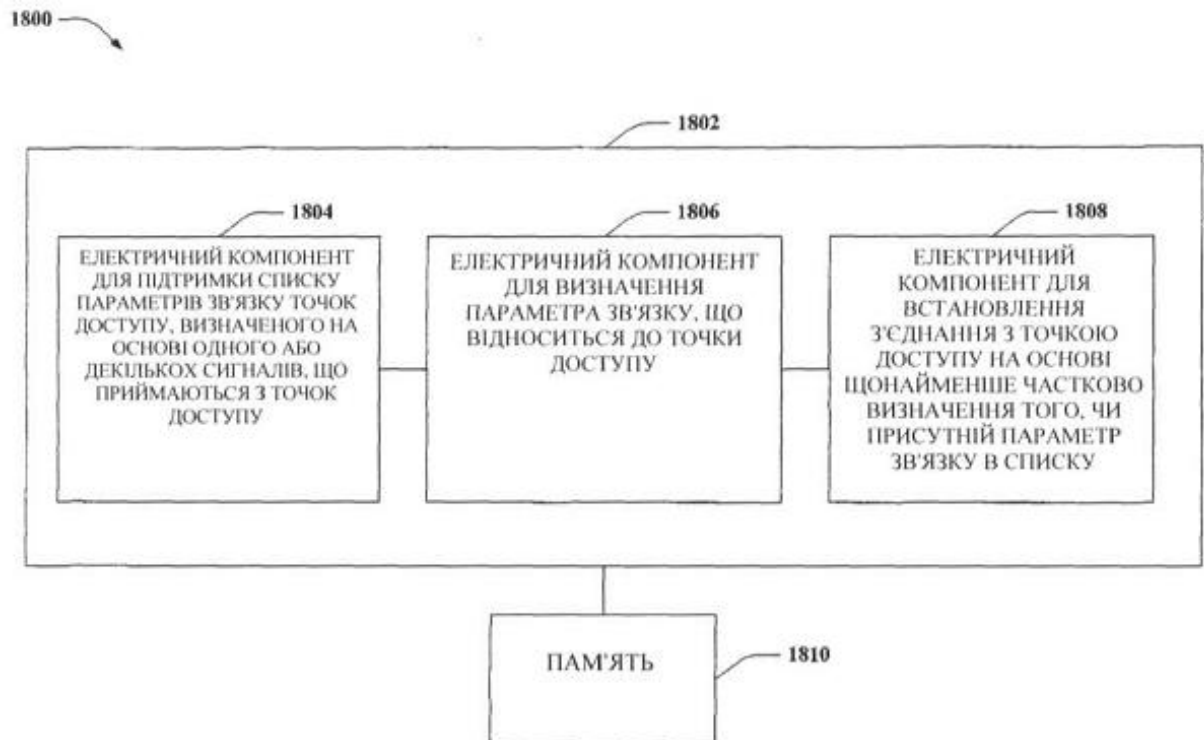 1800
1802
1804
1806
1808
ЕЛЕКТРИЧНИЙ КОМПОНЕНТ
ДЛЯ ПІДТРИМКИ СПИСКУ
ПАРАМЕТРІВ ЗВ'ЯЗКУ ТОЧОК
ДОСТУПУ, ВИЗНАЧЕНОГО НА
ОСНОВІ ОДНОГО АБО
ДЕКІЛЬКОХ СИГНАЛІВ, ЩО
ПРИЙМАЮТЬСЯ З ТОЧОК
ДОСТУПУ
ЕЛЕКТРИЧНИЙ КОМПОНЕНТ
ДЛЯ ВИЗНАЧЕННЯ
ПАРАМЕТРА ЗВ'ЯЗКУ, ЩО
ВІДНОСИТЬСЯ ДО ТОЧКИ
ДОСТУПУ
ЕЛЕКТРИЧНИЙ
КОМПОНЕНТ ДЛЯ
ВСТАНОВЛЕННЯ
З'ЄДНАННЯ З ТОЧКОЮ
ДОСТУПУ НА ОСНОВІ
ЩОНАЙМЕНШЕ ЧАСТКОВО
ВИЗНАЧЕННЯ ТОГО, ЧИ
ПРИСУТНІЙ ПАРАМЕТР
ЗВ'ЯЗКУ В СПИСКУ
ПАМ'ЯТЬ
1810